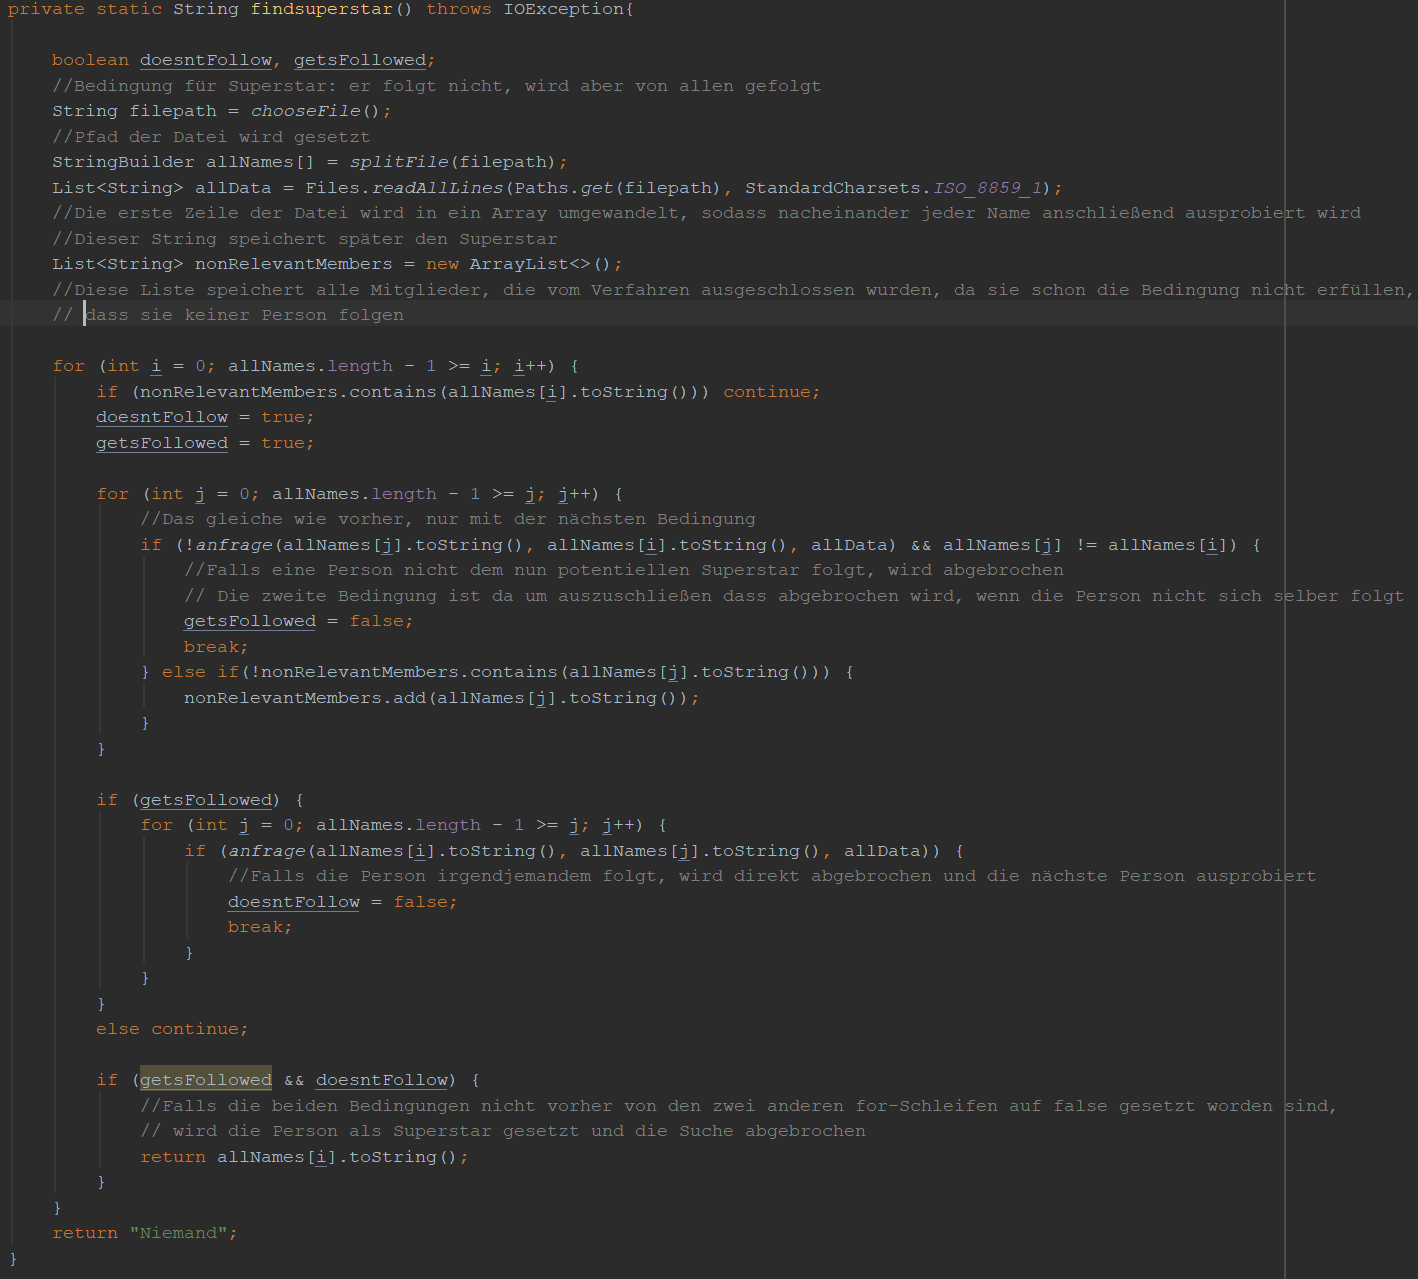 private static String findsuperstar() throws IOException{
boolean doesntFollow, getsFollowed;
//Bedingung für Superstar: er folgt nicht, wird aber von allen gefolgt
String filepath = chooseFile();
//Pfad der Datei wird gesetzt
StringBuilder allNames[] = splitFile(filepath);
List<String> allData = Files.readAllLines(Paths.get(filepath), StandardCharsets.ISO_8859_1);
//Die erste Zeile der Datei wird in ein Array umgewandelt, sodass nacheinander jeder Name anschließend ausprobiert wird
//Dieser String speichert später den Superstar
List<String> nonRelevantMembers = new ArrayList<>();
//Diese Liste speichert alle Mitglieder, die vom Verfahren ausgeschlossen wurden, da sie schon die Bedingung nicht erfüllen,
// dass sie keiner Person folgen
for (int i = 0; allNames.length - 1 >= i; i++) {
if (nonRelevantMembers.contains(allNames[i].toString())) continue;
doesntFollow = true;
getsFollowed = true;
for (int j = 0; allNames.length - 1 >= j; j++) {
//Das gleiche wie vorher, nur mit der nächsten Bedingung
if (!anfrage(allNames[j].toString(), allNames[i].toString(), allData) && allNames[j] != allNames[i]) {
//Falls eine Person nicht dem nun potentiellen Superstar folgt, wird abgebrochen
// Die zweite Bedingung ist da um auszuschließen dass abgebrochen wird, wenn die Person nicht sich selber folgt
getsFollowed = false;
break;
} else if(!nonRelevantMembers.contains(allNames[j].toString())) {
nonRelevantMembers.add(allNames[j].toString());
}
}
if (getsFollowed) {
for (int j = 0; allNames.length - 1 >= j; j++) {
if (anfrage(allNames[i].toString(), allNames[j].toString(), allData)) {
//Falls die Person irgendjemandem folgt, wird direkt abgebrochen und die nächste Person ausprobiert
doesntFollow = false;
break;
}
}
}
else continue;
if (getsFollowed && doesntFollow) {
//Falls die beiden Bedingungen nicht vorher von den zwei anderen for-Schleifen auf false gesetzt worden sind,
// wird die Person als Superstar gesetzt und die Suche abgebrochen
return allNames[i].toString();
}
}
return "Niemand";
}